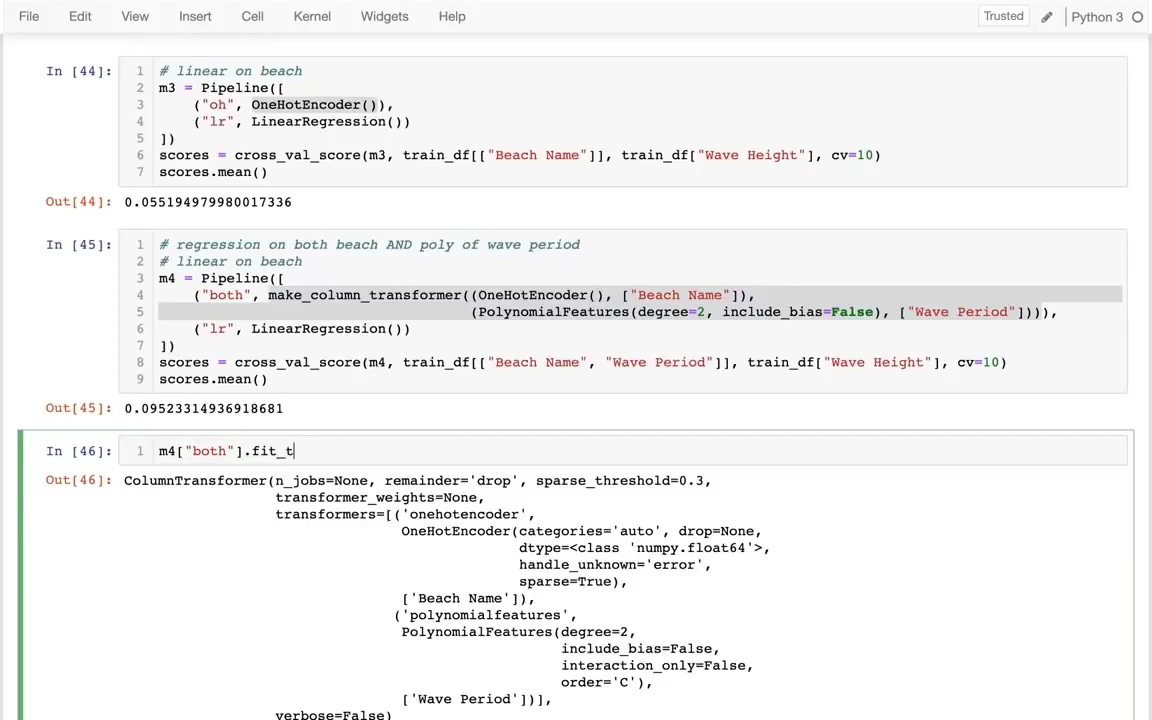 File Edit View Insert Cell Kernel Widgets Help Trusted Python 3
In [44]:
1 # linear on beach
2 m3 = Pipeline([
3 ("oh", OneHotEncoder()),
4 ("lr", LinearRegression())
5 ])
6 scores = cross_val_score(m3, train_df[["Beach Name"]], train_df["Wave Height"], cv=10)
7 scores.mean()
Out[44]: 0.055194979980017336
In [45]:
1 # regression on both beach AND poly of wave period
2 # linear on beach
3 m4 = Pipeline([
4 ("both", make_column_transformer((OneHotEncoder(), ["Beach Name"]),
5 (PolynomialFeatures(degree=2, include_bias=False), ["Wave Period"]))),
6 ("lr", LinearRegression())
7 ])
8 scores = cross_val_score(m4, train_df[["Beach Name", "Wave Period"]], train_df["Wave Height"], cv=10)
9 scores.mean()
Out[45]: 0.09523314936918681
In [46]: 1 m4["both"].fit_t
Out[46]: ColumnTransformer(n_jobs=None, remainder='drop', sparse_threshold=0.3,
transformer_weights=None,
transformers=[('onehotencoder',
OneHotEncoder(categories='auto', drop=None,
dtype=<class 'numpy.float64'>,
handle_unknown='error',
sparse=True),
['Beach Name']),
('polynomialfeatures',
PolynomialFeatures(degree=2,
include_bias=False,
interaction_only=False,
order='C'),
['Wave Period'])],
verbose=False)